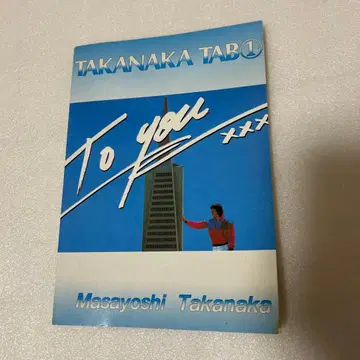 TAKANAKA TAB①
To you
xxx
Masayoshi Takanaka